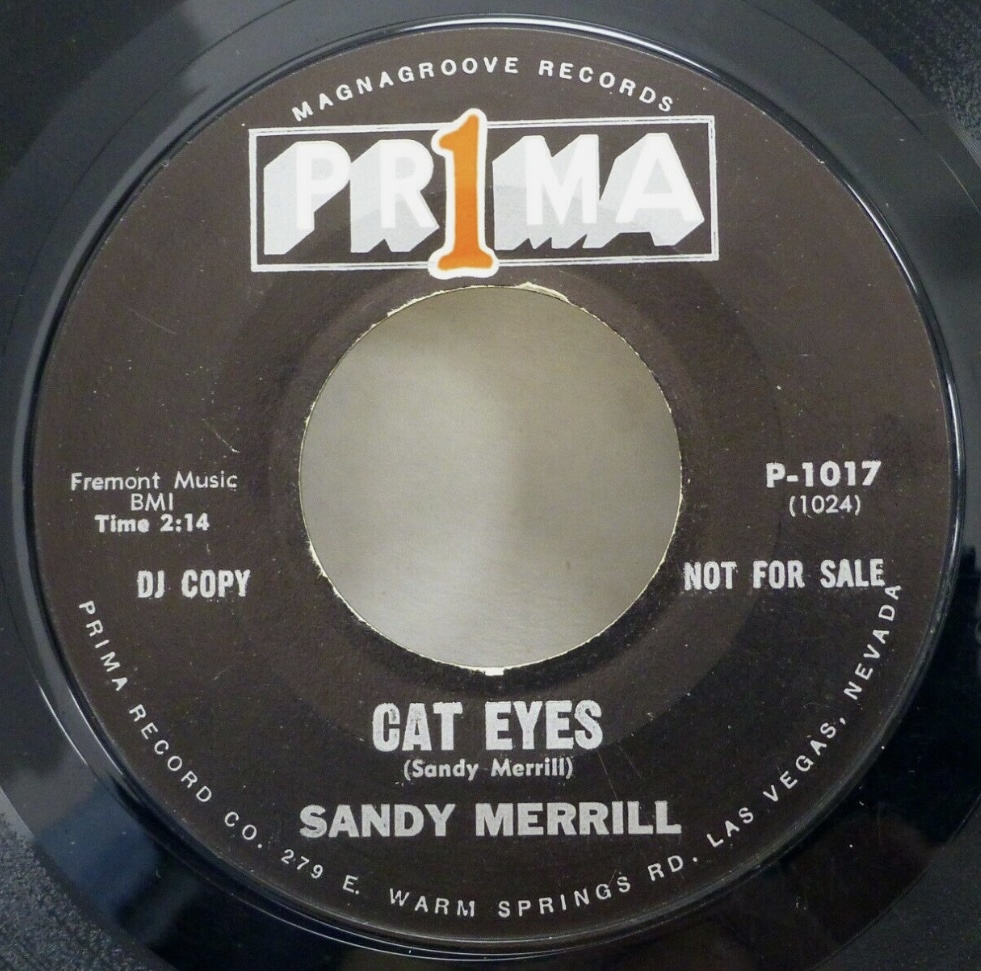 MAGNAGROOVE RECORDS
PR1MA
Fremont Music
BMI
Time 2:14
P-1017
(1024)
DJ COPY
NOT FOR SALE
CAT EYES
(Sandy Merrill)
SANDY MERRILL
PRIMA RECORD CO. 279 E. WARM SPRINGS RD. LAS VEGAS, NEVADA